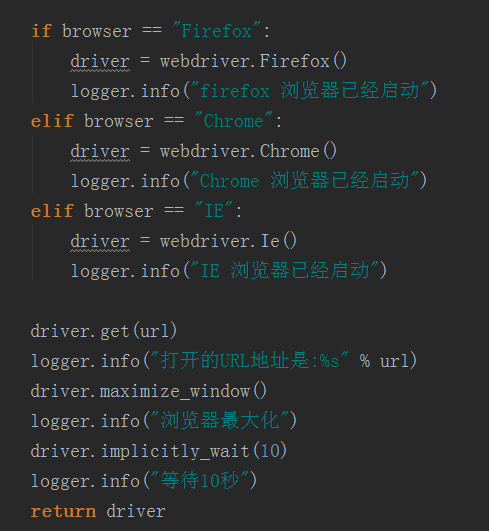 if browser == "Firefox":
    driver = webdriver.Firefox()
    logger.info("firefox 浏览器已经启动")
elif browser == "Chrome":
    driver = webdriver.Chrome()
    logger.info("Chrome 浏览器已经启动")
elif browser == "IE":
    driver = webdriver.Ie()
    logger.info("IE 浏览器已经启动")

driver.get(url)
logger.info("打开的URL地址是:%s" % url)
driver.maximize_window()
logger.info("浏览器最大化")
driver.implicitly_wait(10)
logger.info("等待10秒")
return driver